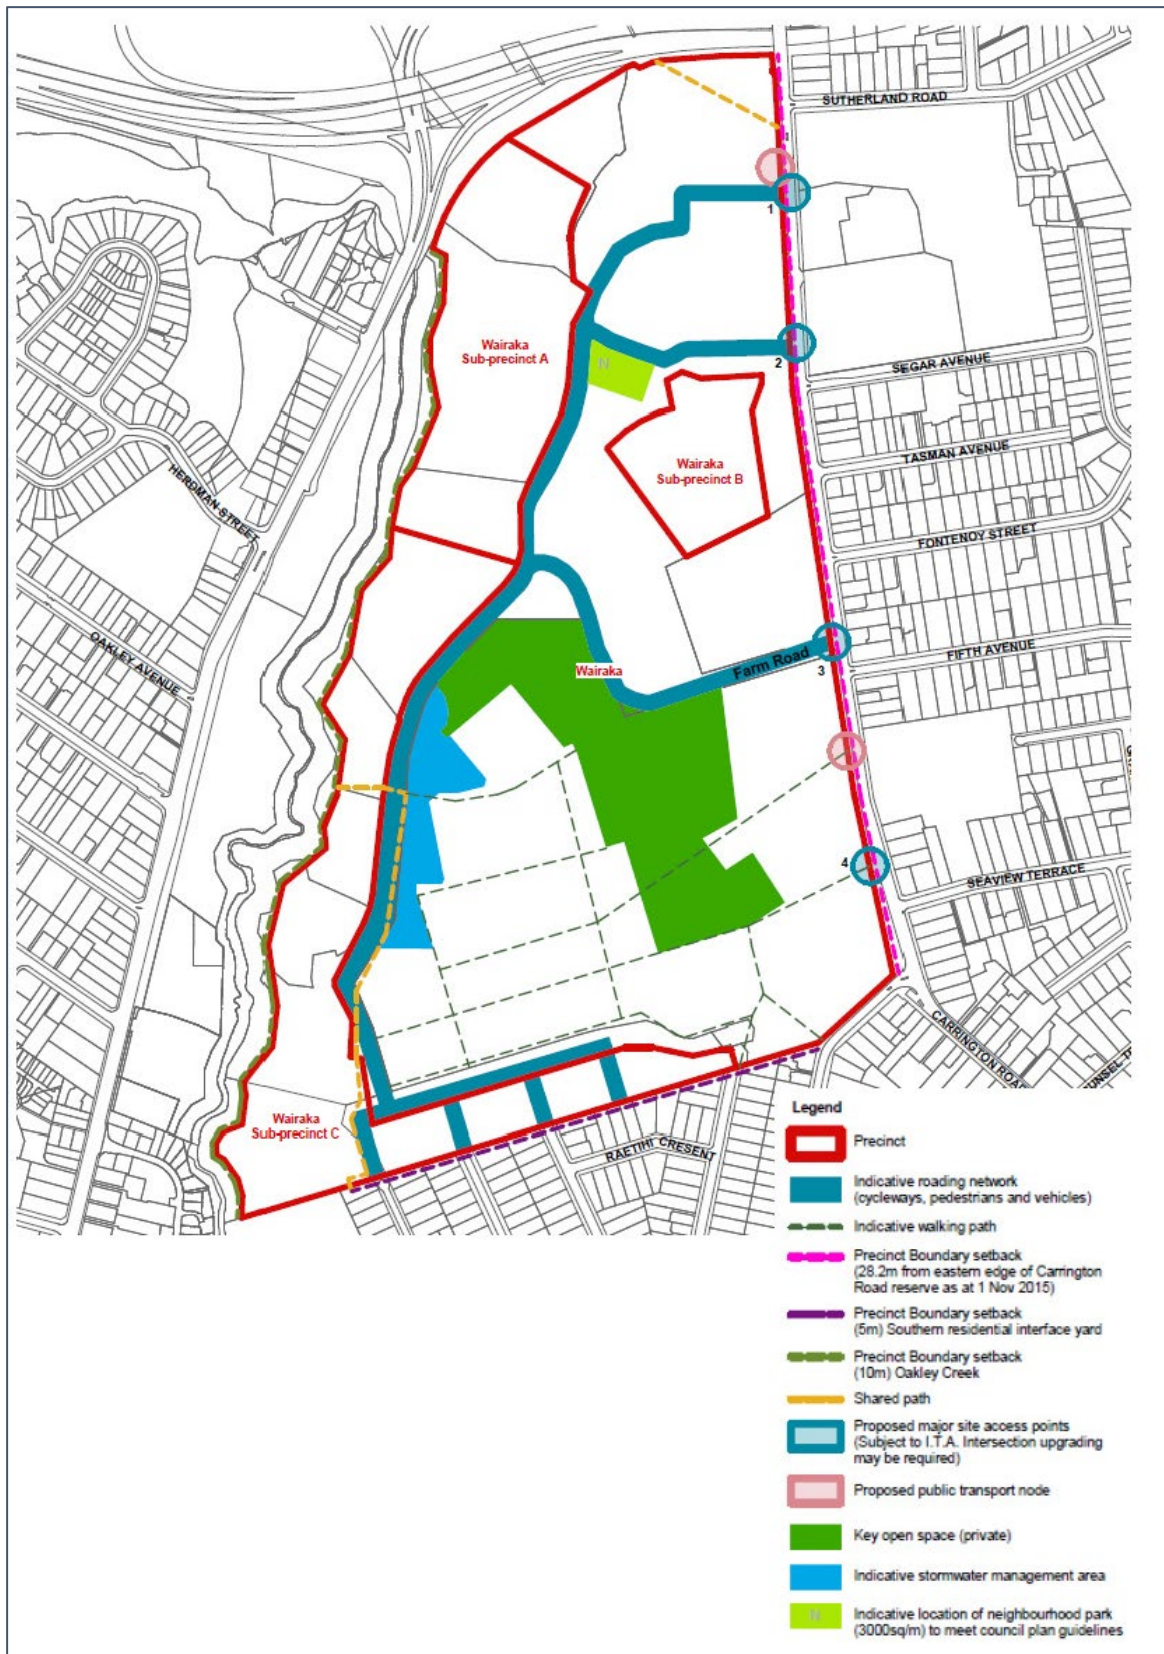 SUTHERLAND ROAD
1
Wairaka
Sub-precinct A
N
2
SEGAR AVENUE
Wairaka
Sub-precinct B
TASMAN AVENUE
HERDMAN STREET
FONTENOY STREET
OAKLEY AVENUE
Wairaka
Farm Road
3
FIFTH AVENUE
4
SEAVIEW TERRACE
CARRINGTON ROAD
Wairaka
Sub-precinct C
RAETIHI CRESENT
Legend
Precinct
Indicative roading network
(cycleways, pedestrians and vehicles)
Indicative walking path
Precinct Boundary setback
(28.2m from eastern edge of Carrington
Road reserve as at 1 Nov 2015)
Precinct Boundary setback
(5m) Southern residential interface yard
Precinct Boundary setback
(10m) Oakley Creek
Shared path
Proposed major site access points
(Subject to I.T.A. Intersection upgrading
may be required)
Proposed public transport node
Key open space (private)
Indicative stormwater management area
N
Indicative location of neighbourhood park
(3000sq/m) to meet council plan guidelines